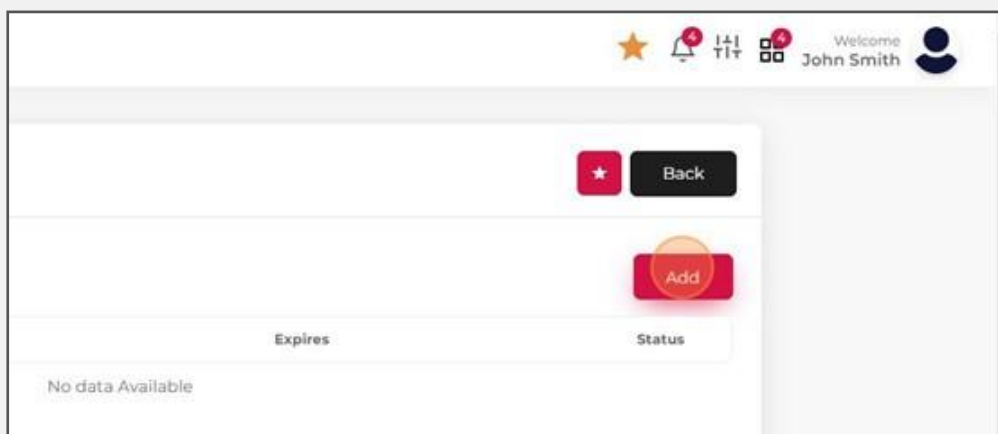 4
4
Welcome
John Smith
Back
Add
Expires Status
No data Available